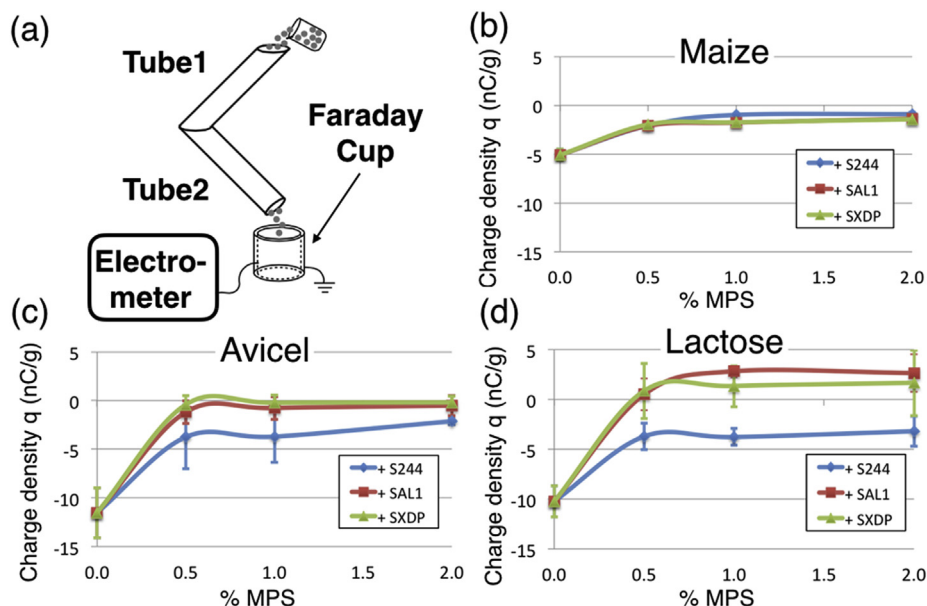 (a)
Tube1
Tube2
Faraday
Cup
Electro-
meter
(b)
Maize
Charge density q (nC/g)
5
0
-5
-10
-15
0.0 0.5 1.0 1.5 2.0
% MPS
+ S244
+ SAL1
+ SXDP
(c)
Avicel
Charge density q (nC/g)
5
0
-5
-10
-15
0.0 0.5 1.0 1.5 2.0
% MPS
+ S244
+ SAL1
+ SXDP
(d)
Lactose
Charge density q (nC/g)
5
0
-5
-10
-15
0.0 0.5 1.0 1.5 2.0
% MPS
+ S244
+ SAL1
+ SXDP